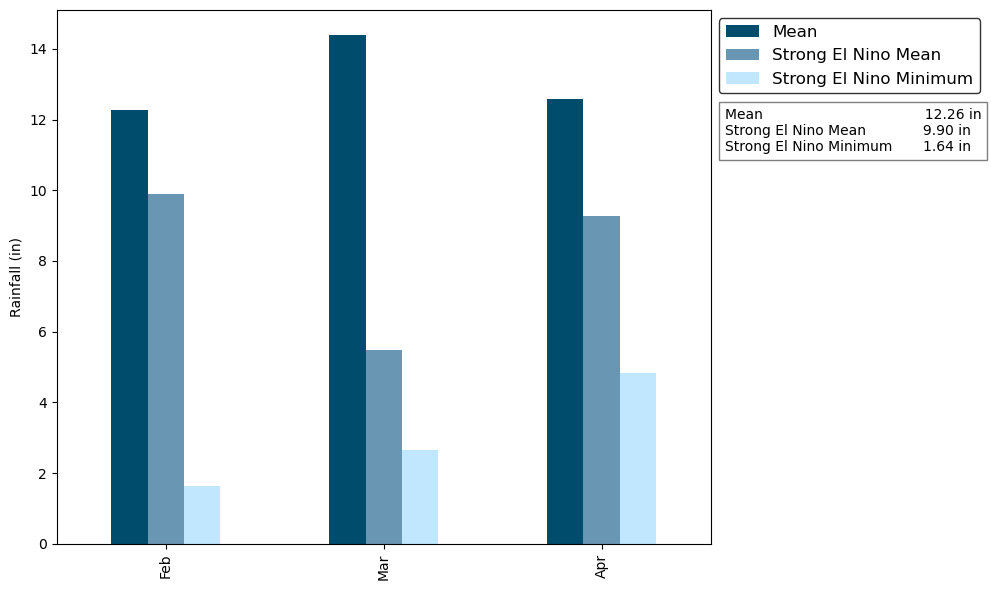 Mean
Strong El Nino Mean
Strong El Nino Minimum
Mean 12.26 in
Strong El Nino Mean 9.90 in
Strong El Nino Minimum 1.64 in
Rainfall (in)
14
12
10
8
6
4
2
0
Feb
Mar
Apr